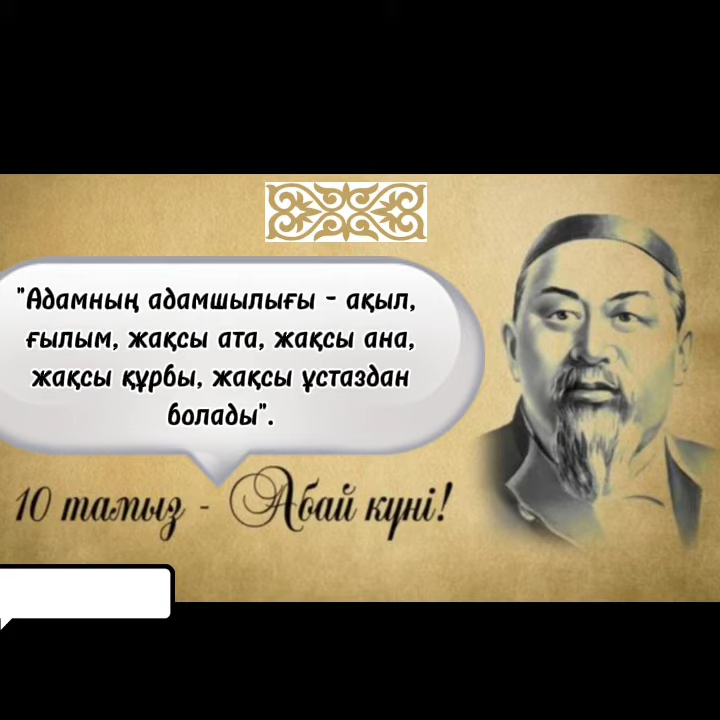 "Адамның адамшылығы - ақыл,
ғылым, жақсы ата, жақсы ана,
жақсы құрбы, жақсы ұстаздан
болады".
10 тамыз - Абай күні!